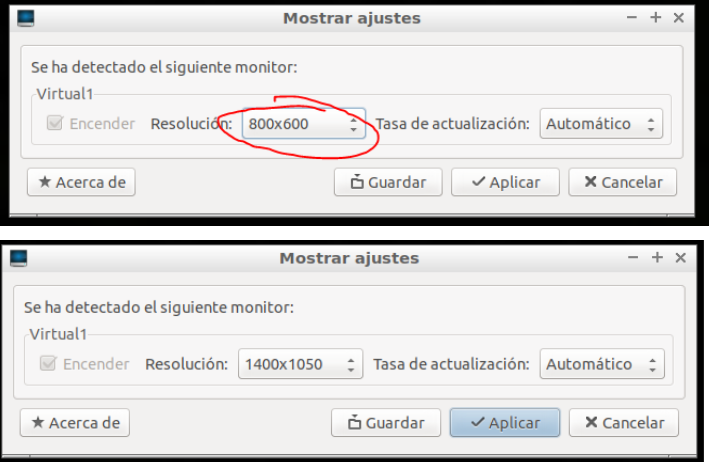 Mostrar ajustes
Se ha detectado el siguiente monitor:
Virtual1
Encender Resolución: 800x600 Tasa de actualización: Automático
Acerca de Guardar Aplicar Cancelar
Mostrar ajustes
Se ha detectado el siguiente monitor:
Virtual1
Encender Resolución: 1400x1050 Tasa de actualización: Automático
Acerca de Guardar Aplicar Cancelar